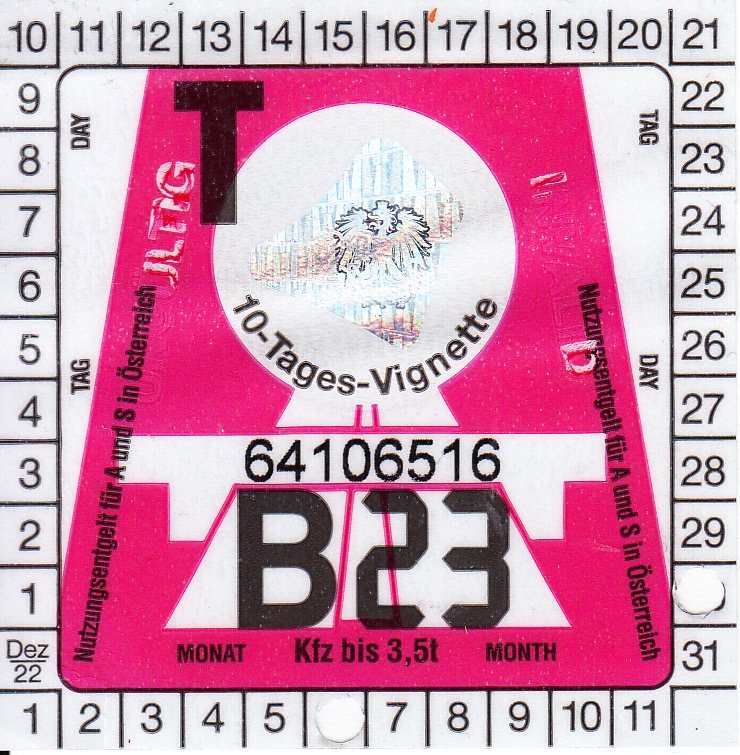 10 11 12 13 14 15 16 17 18 19 20 21
9
8
7
6
5
4
3
2
1
Dez
22
22
23
24
25
26
27
28
29
31
DAY
TAG
T
TAG
DAY
10-Tages-Vignette
Nutzungsentgelt für A und S in Österreich
Nutzungsentgelt für A und S in Österreich
64106516
B23
MONAT Kfz bis 3,5t MONTH
1 2 3 4 5 7 8 9 10 11